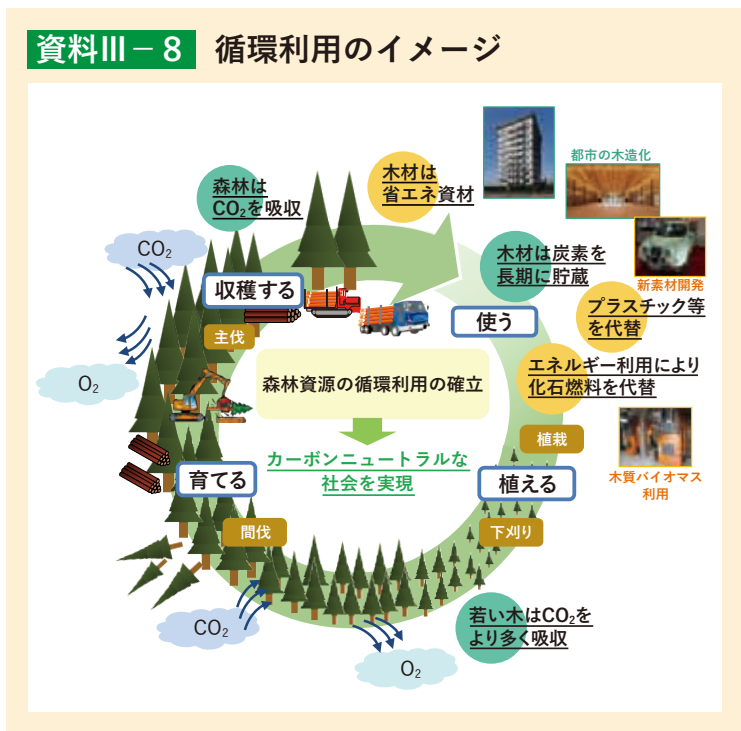 資料Ⅲ－８ 循環利用のイメージ
都市の木造化
木材は
省エネ資材
森林は
CO₂を吸収
CO₂
木材は炭素を
長期に貯蔵
新素材開発
収穫する
プラスチック等
を代替
使う
主伐
O₂
エネルギー利用により
化石燃料を代替
森林資源の循環利用の確立
植栽
カーボンニュートラルな
社会を実現
育てる
植える
木質バイオマス
利用
間伐
下刈り
若い木はCO₂を
より多く吸収
CO₂
O₂